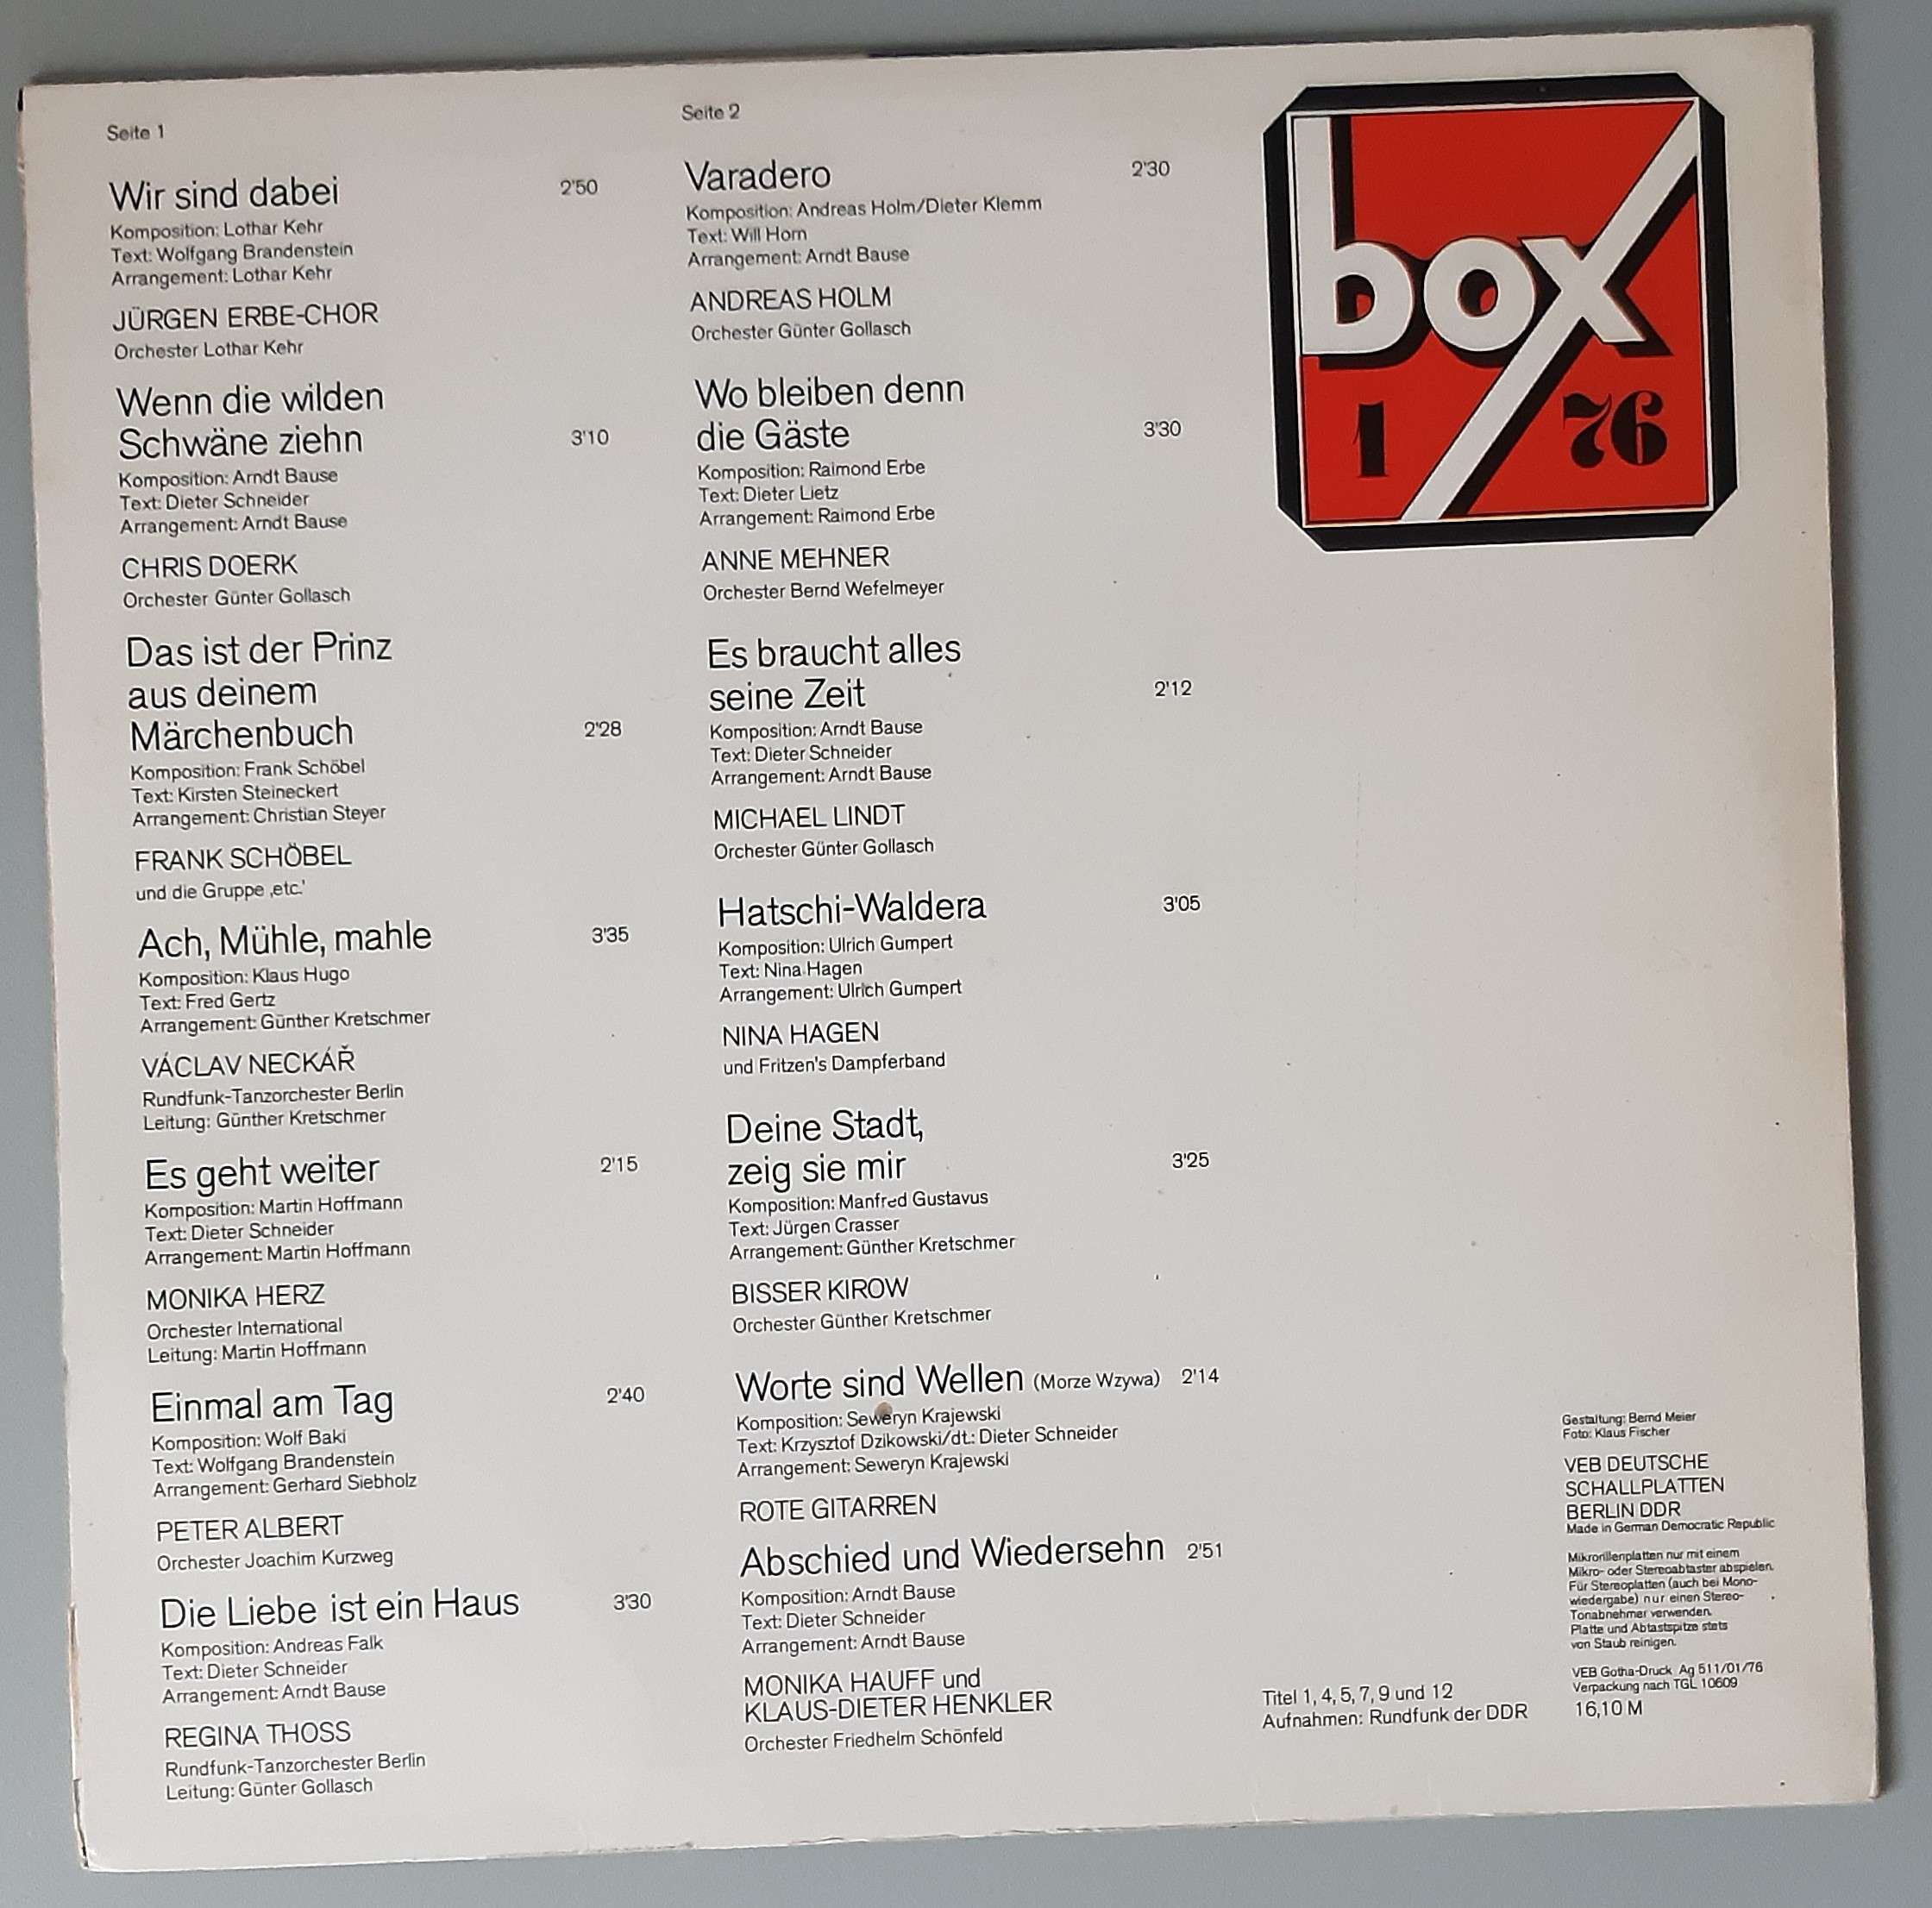 Seite 1
Wir sind dabei 2'50
Komposition: Lothar Kehr
Text: Wolfgang Brandenstein
Arrangement: Lothar Kehr
JÜRGEN ERBE-CHOR
Orchester Lothar Kehr
Wenn die wilden
Schwäne ziehn 3'10
Komposition: Arndt Bause
Text: Dieter Schneider
Arrangement: Arndt Bause
CHRIS DOERK
Orchester Günter Gollasch
Das ist der Prinz
aus deinem
Märchenbuch 2'28
Komposition: Frank Schöbel
Text: Kirsten Steineckert
Arrangement: Christian Steyer
FRANK SCHÖBEL
und die Gruppe ‚etc.'
Ach, Mühle, mahle 3'35
Komposition: Klaus Hugo
Text: Fred Gertz
Arrangement: Günther Kretschmer
VÁCLAV NECKÁŘ
Rundfunk-Tanzorchester Berlin
Leitung: Günther Kretschmer
Es geht weiter 2'15
Komposition: Martin Hoffmann
Text: Dieter Schneider
Arrangement: Martin Hoffmann
MONIKA HERZ
Orchester International
Leitung: Martin Hoffmann
Einmal am Tag 2'40
Komposition: Wolf Baki
Text: Wolfgang Brandenstein
Arrangement: Gerhard Siebholz
PETER ALBERT
Orchester Joachim Kurzweg
Die Liebe ist ein Haus 3'30
Komposition: Andreas Falk
Text: Dieter Schneider
Arrangement: Arndt Bause
REGINA THOSS
Rundfunk-Tanzorchester Berlin
Leitung: Günter Gollasch
Seite 2
Varadero 2'30
Komposition: Andreas Holm/Dieter Klemm
Text: Will Horn
Arrangement: Arndt Bause
ANDREAS HOLM
Orchester Günter Gollasch
Wo bleiben denn
die Gäste 3'30
Komposition: Raimond Erbe
Text: Dieter Lietz
Arrangement: Raimond Erbe
ANNE MEHNER
Orchester Bernd Wefelmeyer
Es braucht alles
seine Zeit 2'12
Komposition: Arndt Bause
Text: Dieter Schneider
Arrangement: Arndt Bause
MICHAEL LINDT
Orchester Günter Gollasch
Hatschi-Waldera 3'05
Komposition: Ulrich Gumpert
Text: Nina Hagen
Arrangement: Ulrich Gumpert
NINA HAGEN
und Fritzen's Dampferband
Deine Stadt,
zeig sie mir 3'25
Komposition: Manfred Gustavus
Text: Jürgen Crasser
Arrangement: Günther Kretschmer
BISSER KIROW
Orchester Günther Kretschmer
Worte sind Wellen (Morze Wzywa) 2'14
Komposition: Seweryn Krajewski
Text: Krzysztof Dzikowski/dt.: Dieter Schneider
Arrangement: Seweryn Krajewski
ROTE GITARREN
Abschied und Wiedersehn 2'51
Komposition: Arndt Bause
Text: Dieter Schneider
Arrangement: Arndt Bause
MONIKA HAUFF und
KLAUS-DIETER HENKLER
Orchester Friedhelm Schönfeld
box
1 76
Titel 1, 4, 5, 7, 9 und 12
Aufnahmen: Rundfunk der DDR
Gestaltung: Bernd Meier
Foto: Klaus Fischer
VEB DEUTSCHE
SCHALLPLATTEN
BERLIN DDR
Made in German Democratic Republic
Mikrorillenplatten nur mit einem
Mikro- oder Stereoabtaster abspielen.
Für Stereoplatten (auch bei Mono-
wiedergabe) nur einen Stereo-
Tonabnehmer verwenden.
Platte und Abtastspitze stets
von Staub reinigen.
VEB Gotha-Druck Ag 511/01/76
Verpackung nach TGL 10609
16,10 M